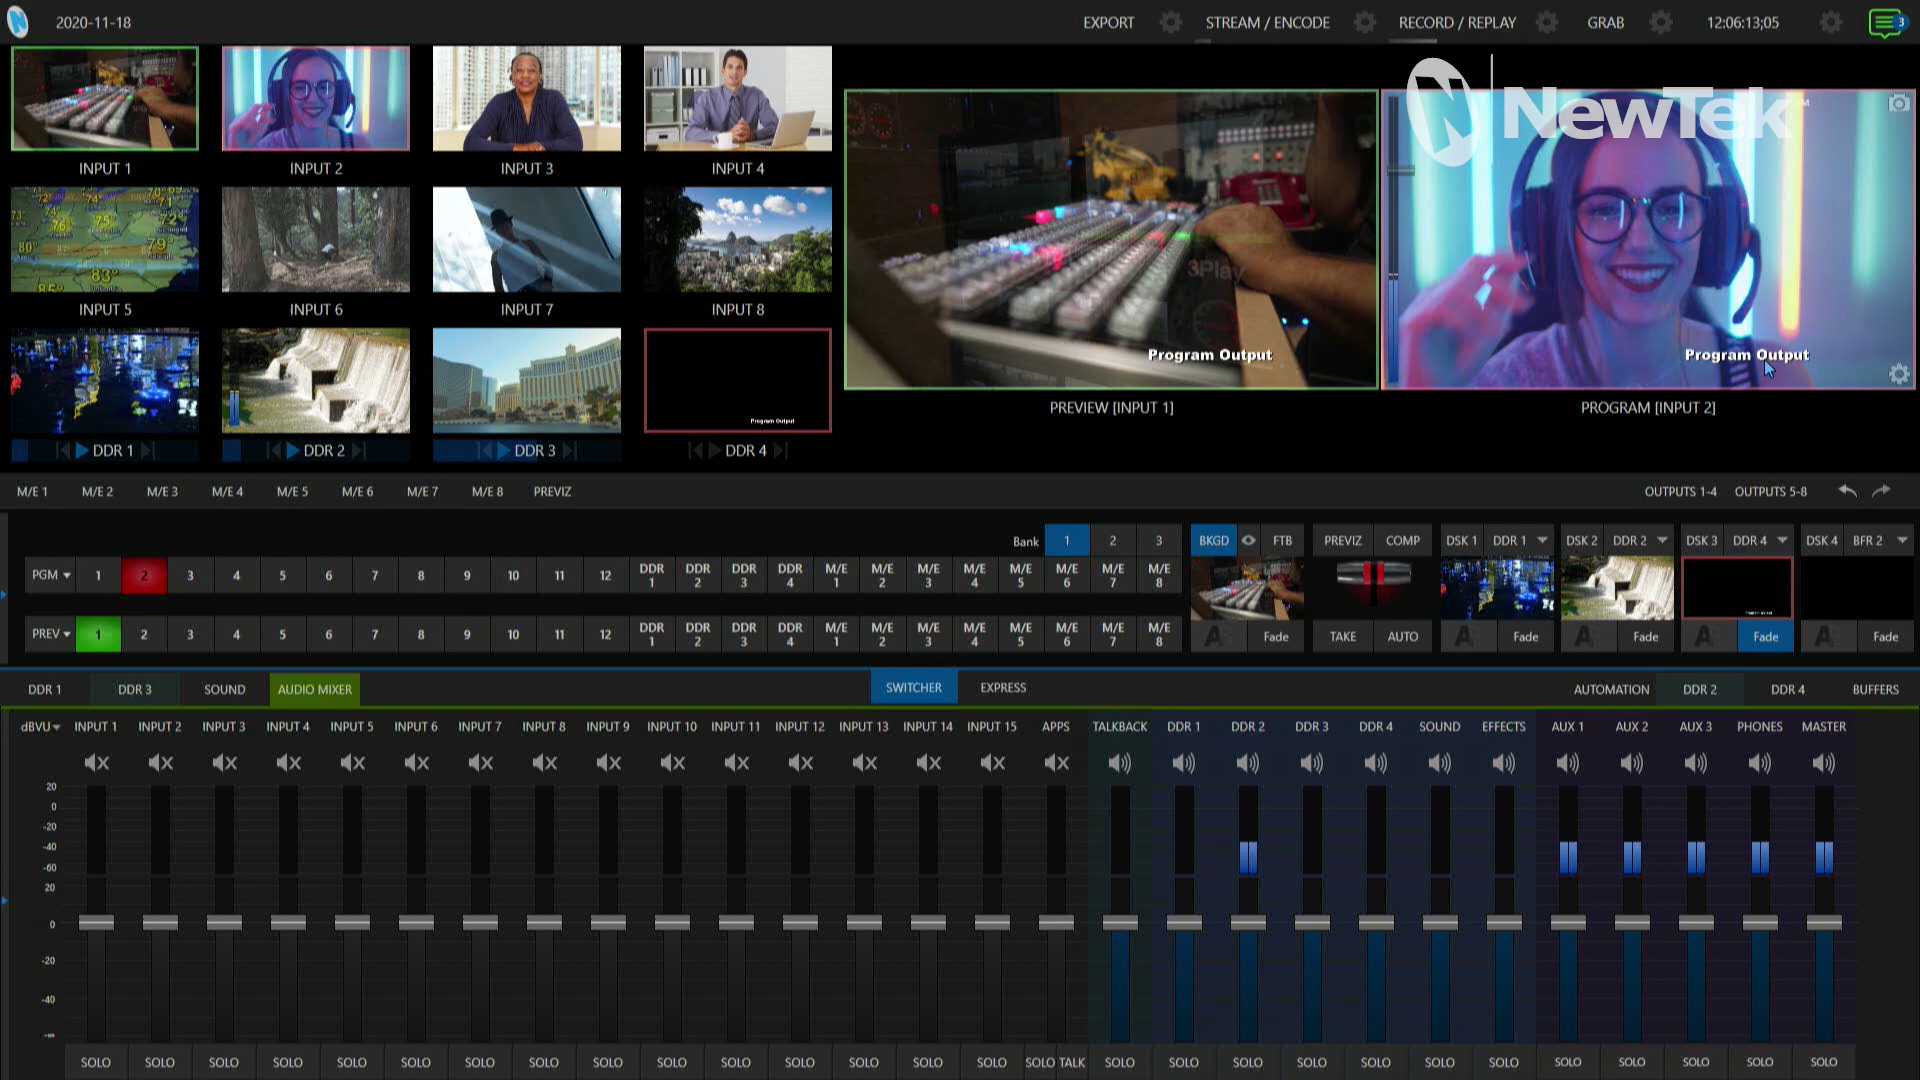 2020-11-18
EXPORT STREAM / ENCODE RECORD / REPLAY GRAB 12:06:13;05 3
NewTek™
INPUT 1 INPUT 2 INPUT 3 INPUT 4
INPUT 5 INPUT 6 INPUT 7 INPUT 8
3Play
Program Output
Program Output
Program Output
PREVIEW [INPUT 1] PROGRAM [INPUT 2]
DDR 1 DDR 2 DDR 3 DDR 4
M/E 1 M/E 2 M/E 3 M/E 4 M/E 5 M/E 6 M/E 7 M/E 8 PREVIZ OUTPUTS 1-4 OUTPUTS 5-8
Bank 1 2 3 BKGD FTB PREVIZ COMP DSK 1 DDR 1 DSK 2 DDR 2 DSK 3 DDR 4 DSK 4 BFR 2
PGM 1 2 3 4 5 6 7 8 9 10 11 12 DDR 1 DDR 2 DDR 3 DDR 4 M/E 1 M/E 2 M/E 3 M/E 4 M/E 5 M/E 6 M/E 7 M/E 8
PREV 1 2 3 4 5 6 7 8 9 10 11 12 DDR 1 DDR 2 DDR 3 DDR 4 M/E 1 M/E 2 M/E 3 M/E 4 M/E 5 M/E 6 M/E 7 M/E 8
Fade TAKE AUTO Fade Fade Fade Fade
DDR 1 DDR 3 SOUND AUDIO MIXER SWITCHER EXPRESS AUTOMATION DDR 2 DDR 4 BUFFERS
dBVU INPUT 1 INPUT 2 INPUT 3 INPUT 4 INPUT 5 INPUT 6 INPUT 7 INPUT 8 INPUT 9 INPUT 10 INPUT 11 INPUT 12 INPUT 13 INPUT 14 INPUT 15 APPS TALKBACK DDR 1 DDR 2 DDR 3 DDR 4 SOUND EFFECTS AUX 1 AUX 2 AUX 3 PHONES MASTER
20
0
-20
-40
-60
20
0
-20
-40
-∞
SOLO SOLO SOLO SOLO SOLO SOLO SOLO SOLO SOLO SOLO SOLO SOLO SOLO SOLO SOLO SOLO TALK SOLO SOLO SOLO SOLO SOLO SOLO SOLO SOLO SOLO SOLO SOLO SOLO